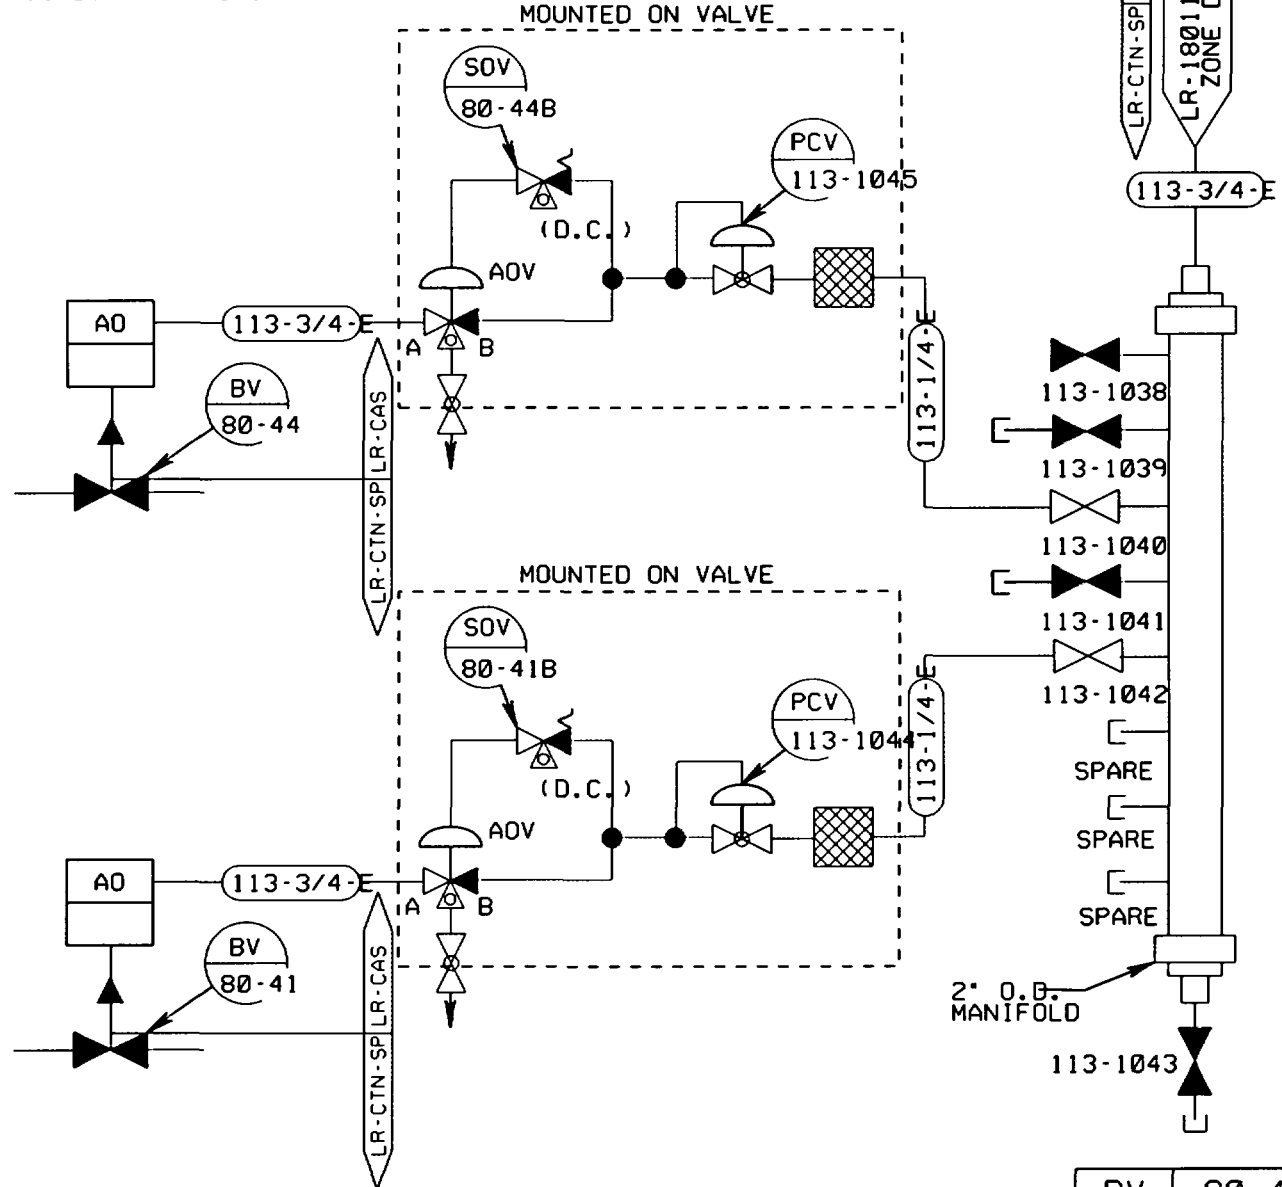 MOUNTED ON VALVE
SOV
80-44B
(D.C.)
PCV
113-1045
AOV
AO
113-3/4-E
A
B
BV
80-44
LR-CTN-SP
LR-CAS
113-1/4-E
LR-CTN-SP
LR-18011
ZONE
113-3/4-E
113-1038
113-1039
113-1040
113-1041
113-1042
SPARE
SPARE
SPARE
2" O.D.
MANIFOLD
113-1043
MOUNTED ON VALVE
SOV
80-41B
(D.C.)
PCV
113-1044
AOV
AO
113-3/4-E
A
B
BV
80-41
LR-CTN-SP
LR-CAS
113-1/4-E